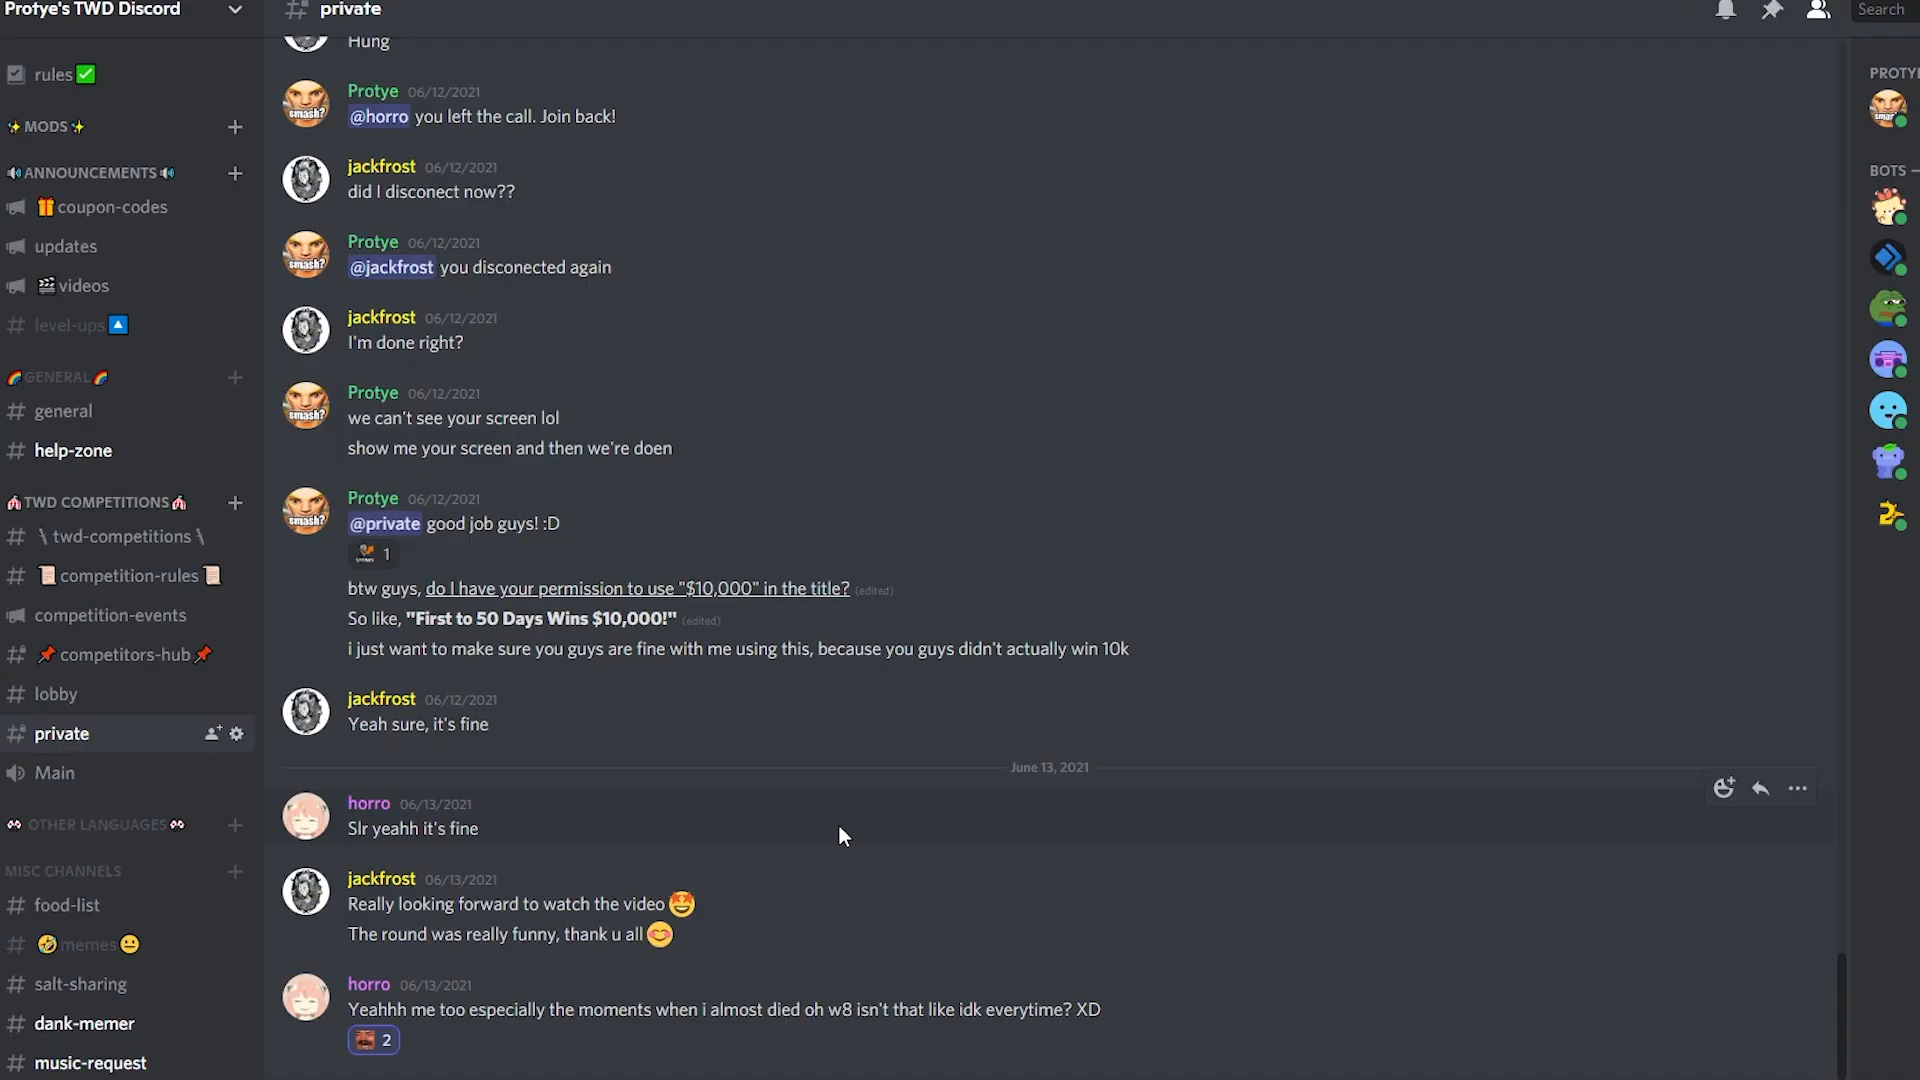 Protye's TWD Discord
private
Search
rules
MODS
ANNOUNCEMENTS
coupon-codes
updates
videos
level-ups
GENERAL
general
help-zone
TWD COMPETITIONS
\ twd-competitions \
competition-rules
competition-events
competitors-hub
lobby
private
Main
OTHER LANGUAGES
MISC CHANNELS
food-list
memes
salt-sharing
dank-memer
music-request
Hung
Protye 06/12/2021
smash?
@horro you left the call. Join back!
jackfrost 06/12/2021
did I disconect now??
Protye 06/12/2021
smash?
@jackfrost you disconected again
jackfrost 06/12/2021
I'm done right?
Protye 06/12/2021
smash?
we can't see your screen lol
show me your screen and then we're doen
Protye 06/12/2021
smash?
@private good job guys! :D
1
btw guys, do I have your permission to use "$10,000" in the title? (edited)
So like, "First to 50 Days Wins $10,000!" (edited)
i just want to make sure you guys are fine with me using this, because you guys didn't actually win 10k
jackfrost 06/12/2021
Yeah sure, it's fine
June 13, 2021
horro 06/13/2021
Slr yeahh it's fine
jackfrost 06/13/2021
Really looking forward to watch the video
The round was really funny, thank u all
horro 06/13/2021
Yeahhh me too especially the moments when i almost died oh w8 isn't that like idk everytime? XD
2
PROTYE
BOTS —